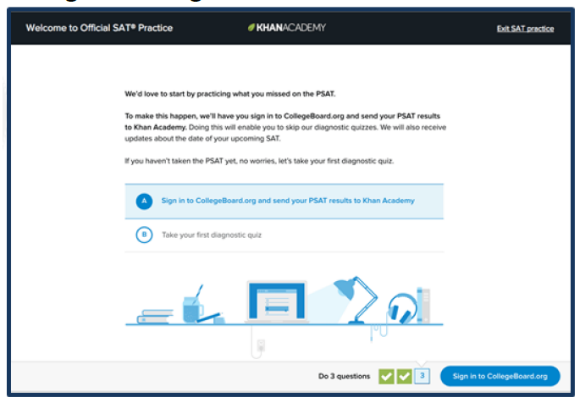 Welcome to Official SAT® Practice
KHANACADEMY
Exit SAT practice
We'd love to start by practicing what you missed on the PSAT.
To make this happen, we'll have you sign in to CollegeBoard.org and send your PSAT results
to Khan Academy. Doing this will enable you to skip our diagnostic quizzes. We will also receive
updates about the date of your upcoming SAT.
If you haven't taken the PSAT yet, no worries, let's take your first diagnostic quiz.
A Sign in to CollegeBoard.org and send your PSAT results to Khan Academy
B Take your first diagnostic quiz
Do 3 questions 3 Sign in to CollegeBoard.org